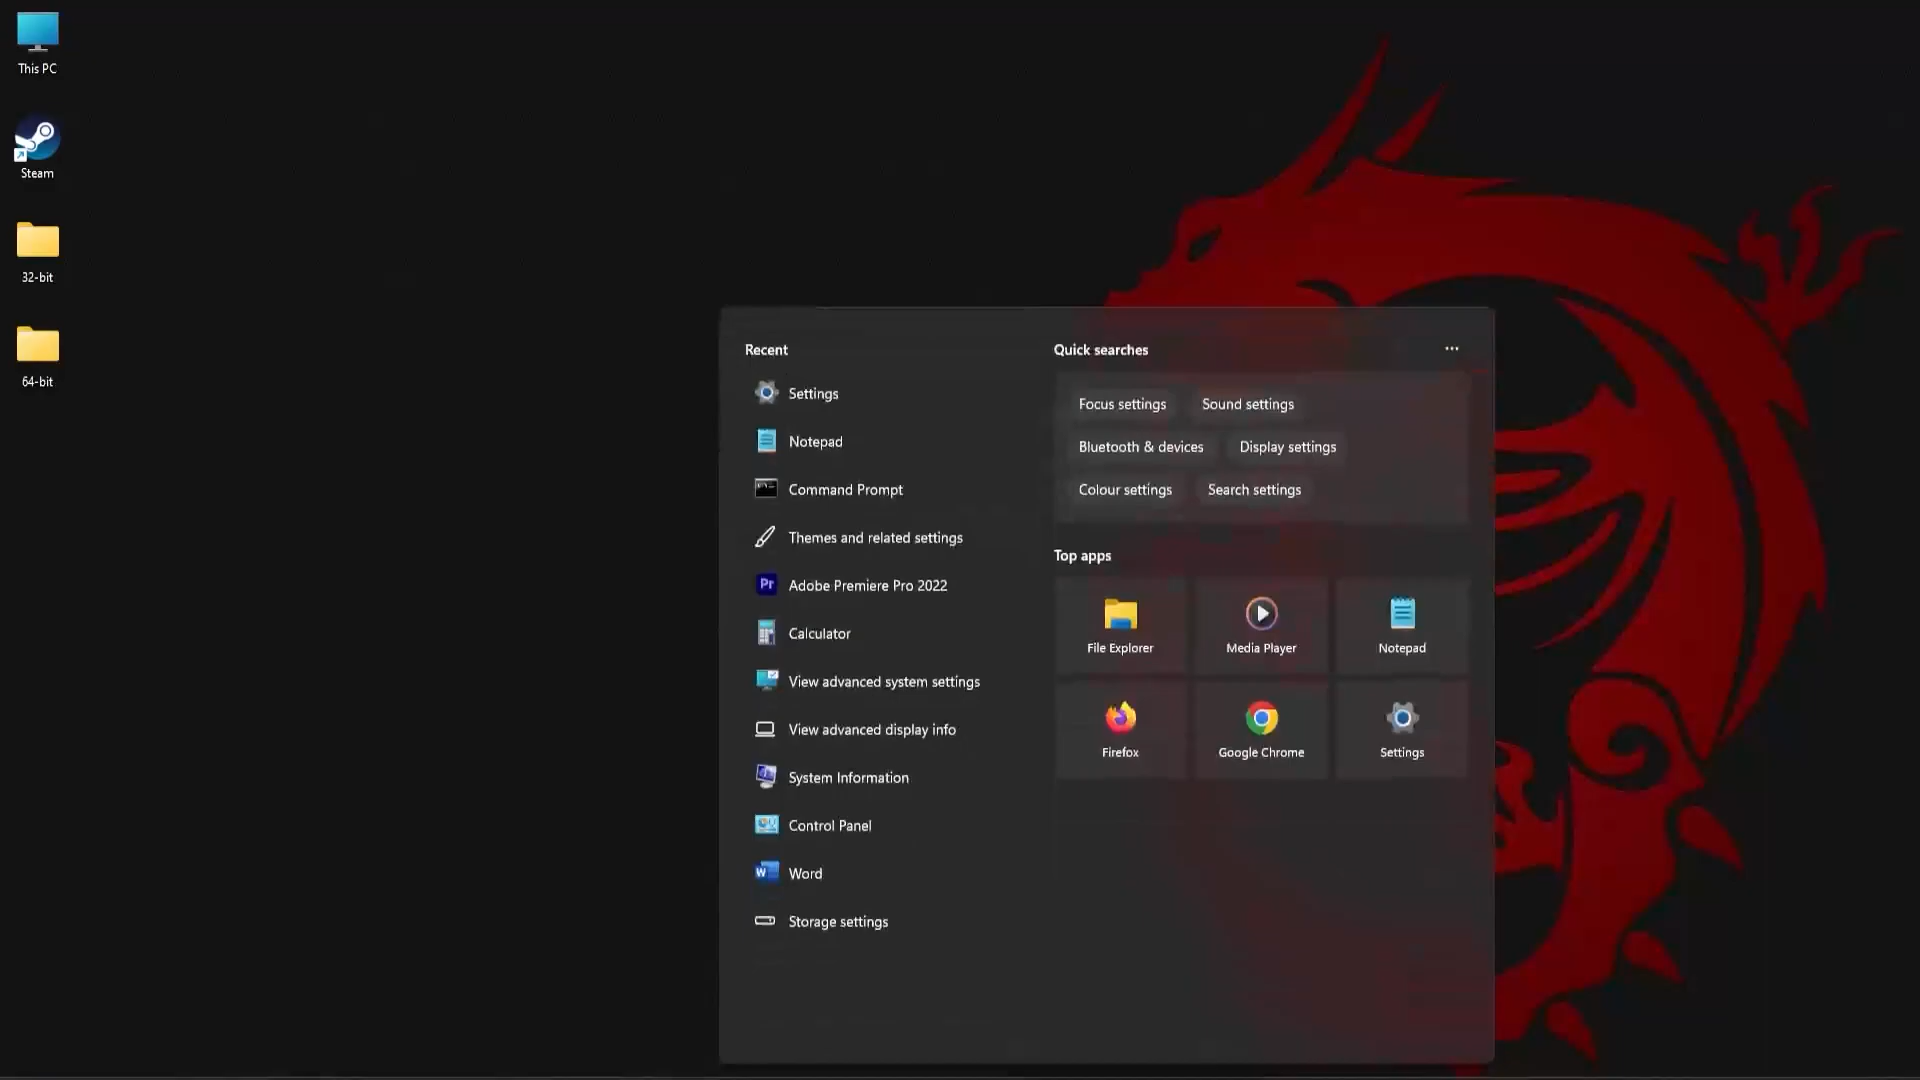 This PC
Steam
32-bit
64-bit
Recent
Settings
Notepad
Command Prompt
Themes and related settings
Pr Adobe Premiere Pro 2022
Calculator
View advanced system settings
View advanced display info
System Information
Control Panel
W Word
Storage settings
Quick searches
Focus settings Sound settings
Bluetooth & devices Display settings
Colour settings Search settings
Top apps
File Explorer Media Player Notepad
Firefox Google Chrome Settings